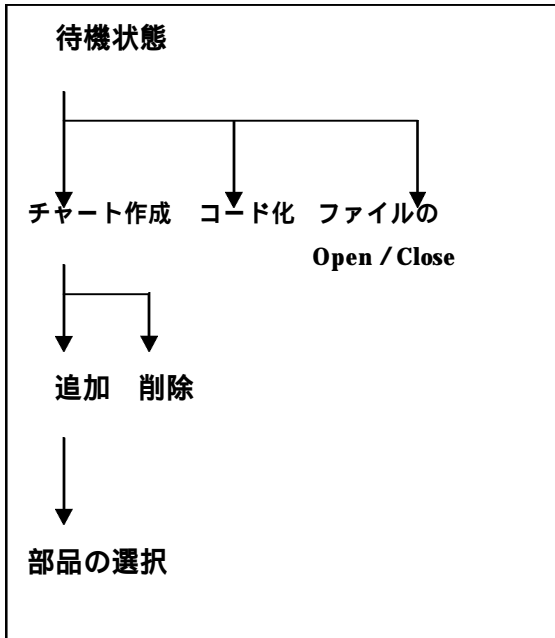 待機状態
チャート作成 コード化 ファイルの
Open / Close
追加 削除
部品の選択